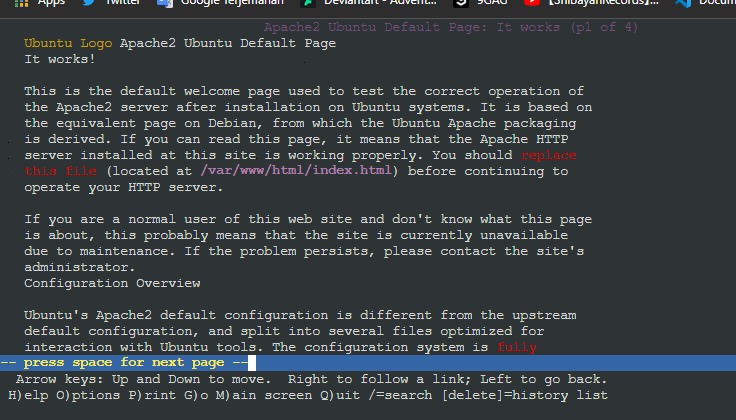 Apps Twitter Google Terjemahan Deviantart - Advent... 9GAG [ShibayanRecords]... Docum
Apache2 Ubuntu Default Page: It works (p1 of 4)
Ubuntu Logo Apache2 Ubuntu Default Page
It works!
This is the default welcome page used to test the correct operation of
the Apache2 server after installation on Ubuntu systems. It is based on
the equivalent page on Debian, from which the Ubuntu Apache packaging
is derived. If you can read this page, it means that the Apache HTTP
server installed at this site is working properly. You should replace
this file (located at /var/www/html/index.html) before continuing to
operate your HTTP server.
If you are a normal user of this web site and don't know what this page
is about, this probably means that the site is currently unavailable
due to maintenance. If the problem persists, please contact the site's
administrator.
Configuration Overview
Ubuntu's Apache2 default configuration is different from the upstream
default configuration, and split into several files optimized for
interaction with Ubuntu tools. The configuration system is fully
-- press space for next page --
Arrow keys: Up and Down to move. Right to follow a link; Left to go back.
H)elp O)ptions P)rint G)o M)ain screen Q)uit /=search [delete]=history list